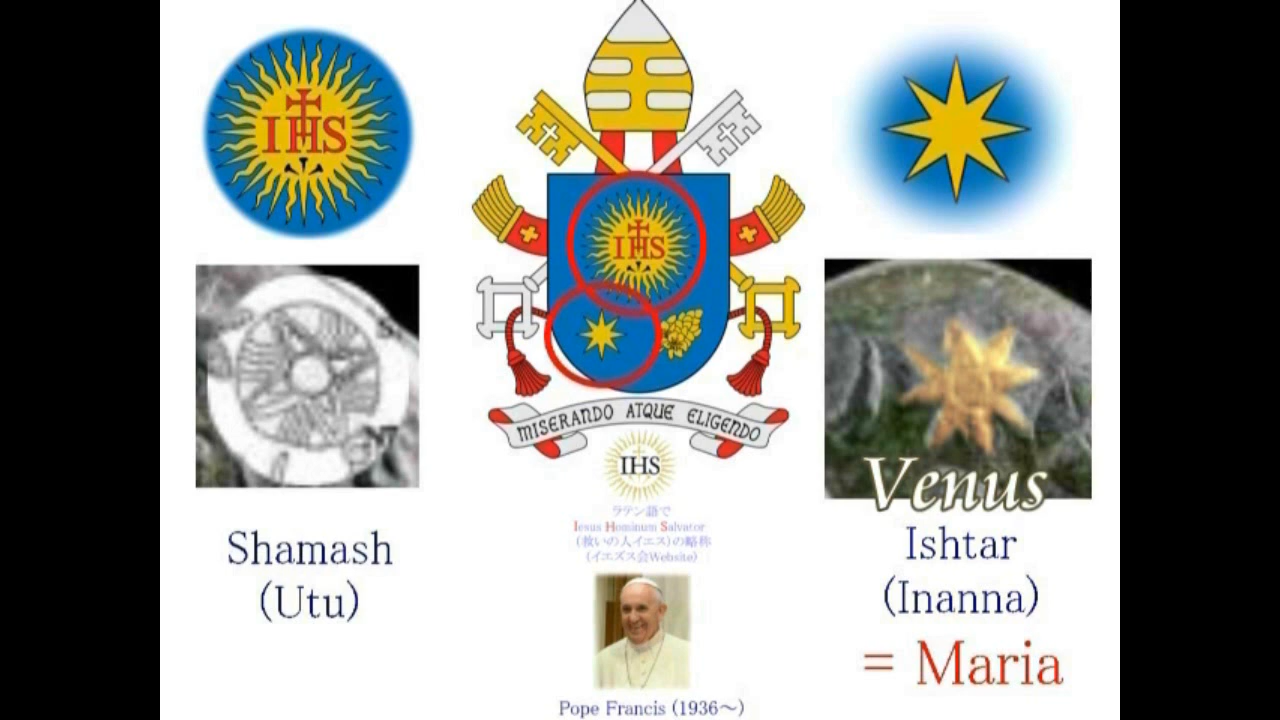 IHS
IHS
MISERANDO ATQUE ELIGENDO
IHS
ラテン語で
Iesus Hominum Salvator
(救いの人イエス)の略称
(イエズス会Website)
Pope Francis (1936～)
Shamash
(Utu)
Venus
Ishtar
(Inanna)
= Maria